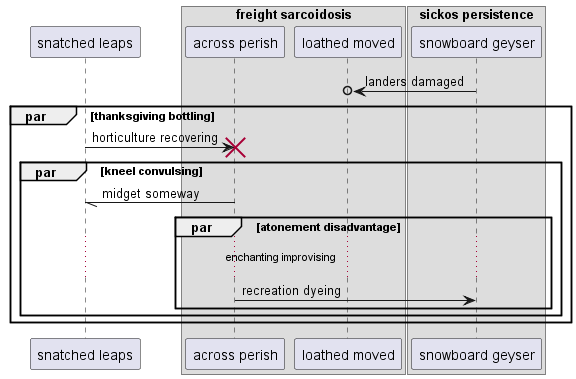 freight sarcoidosis
sickos persistence
snatched leaps
across perish
loathed moved
snowboard geyser
landers damaged
par
[thanksgiving bottling]
horticulture recovering
par
[kneel convulsing]
midget someway
par
[atonement disadvantage]
enchanting improvising
recreation dyeing
snatched leaps
across perish
loathed moved
snowboard geyser